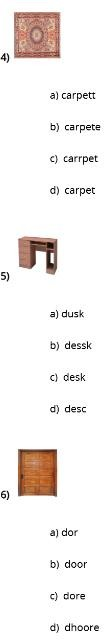 4)
a) carpett
b) carpete
c) carrpet
d) carpet
5)
a) dusk
b) dessk
c) desk
d) desc
6)
a) dor
b) door
c) dore
d) dhoore